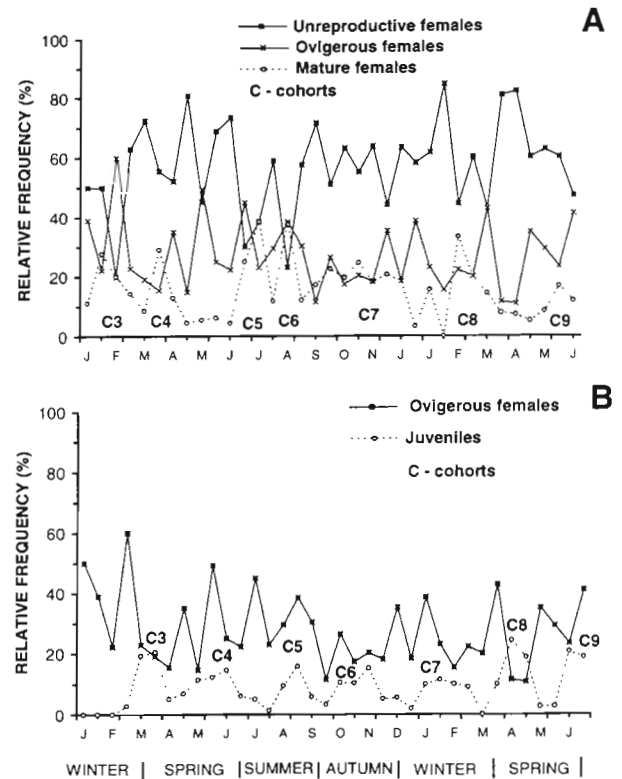 A
Unreproductive females
Ovigerous females
Mature females
C - cohorts
RELATIVE FREQUENCY (%)
100
80
60
40
20
0
C3 C4 C5 C6 C7 C8 C9
J F M A M J J A S O N J F M A M J
B
Ovigerous females
Juveniles
C - cohorts
RELATIVE FREQUENCY (%)
100
80
60
40
20
0
C3 C4 C5 C6 C7 C8 C9
J F M A M J J A S O N D J F M A M J
WINTER | SPRING | SUMMER | AUTUMN | WINTER | SPRING |